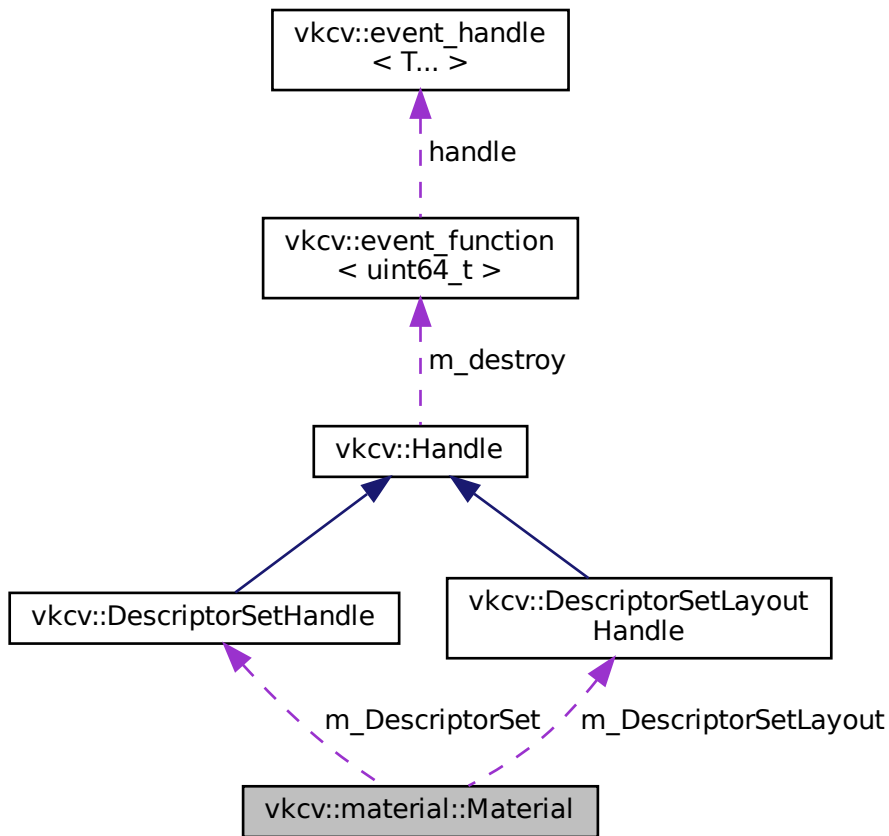 vkcv::event_handle
< T... >
handle
vkcv::event_function
< uint64_t >
m_destroy
vkcv::Handle
vkcv::DescriptorSetHandle
vkcv::DescriptorSetLayout
Handle
m_DescriptorSet
m_DescriptorSetLayout
vkcv::material::Material